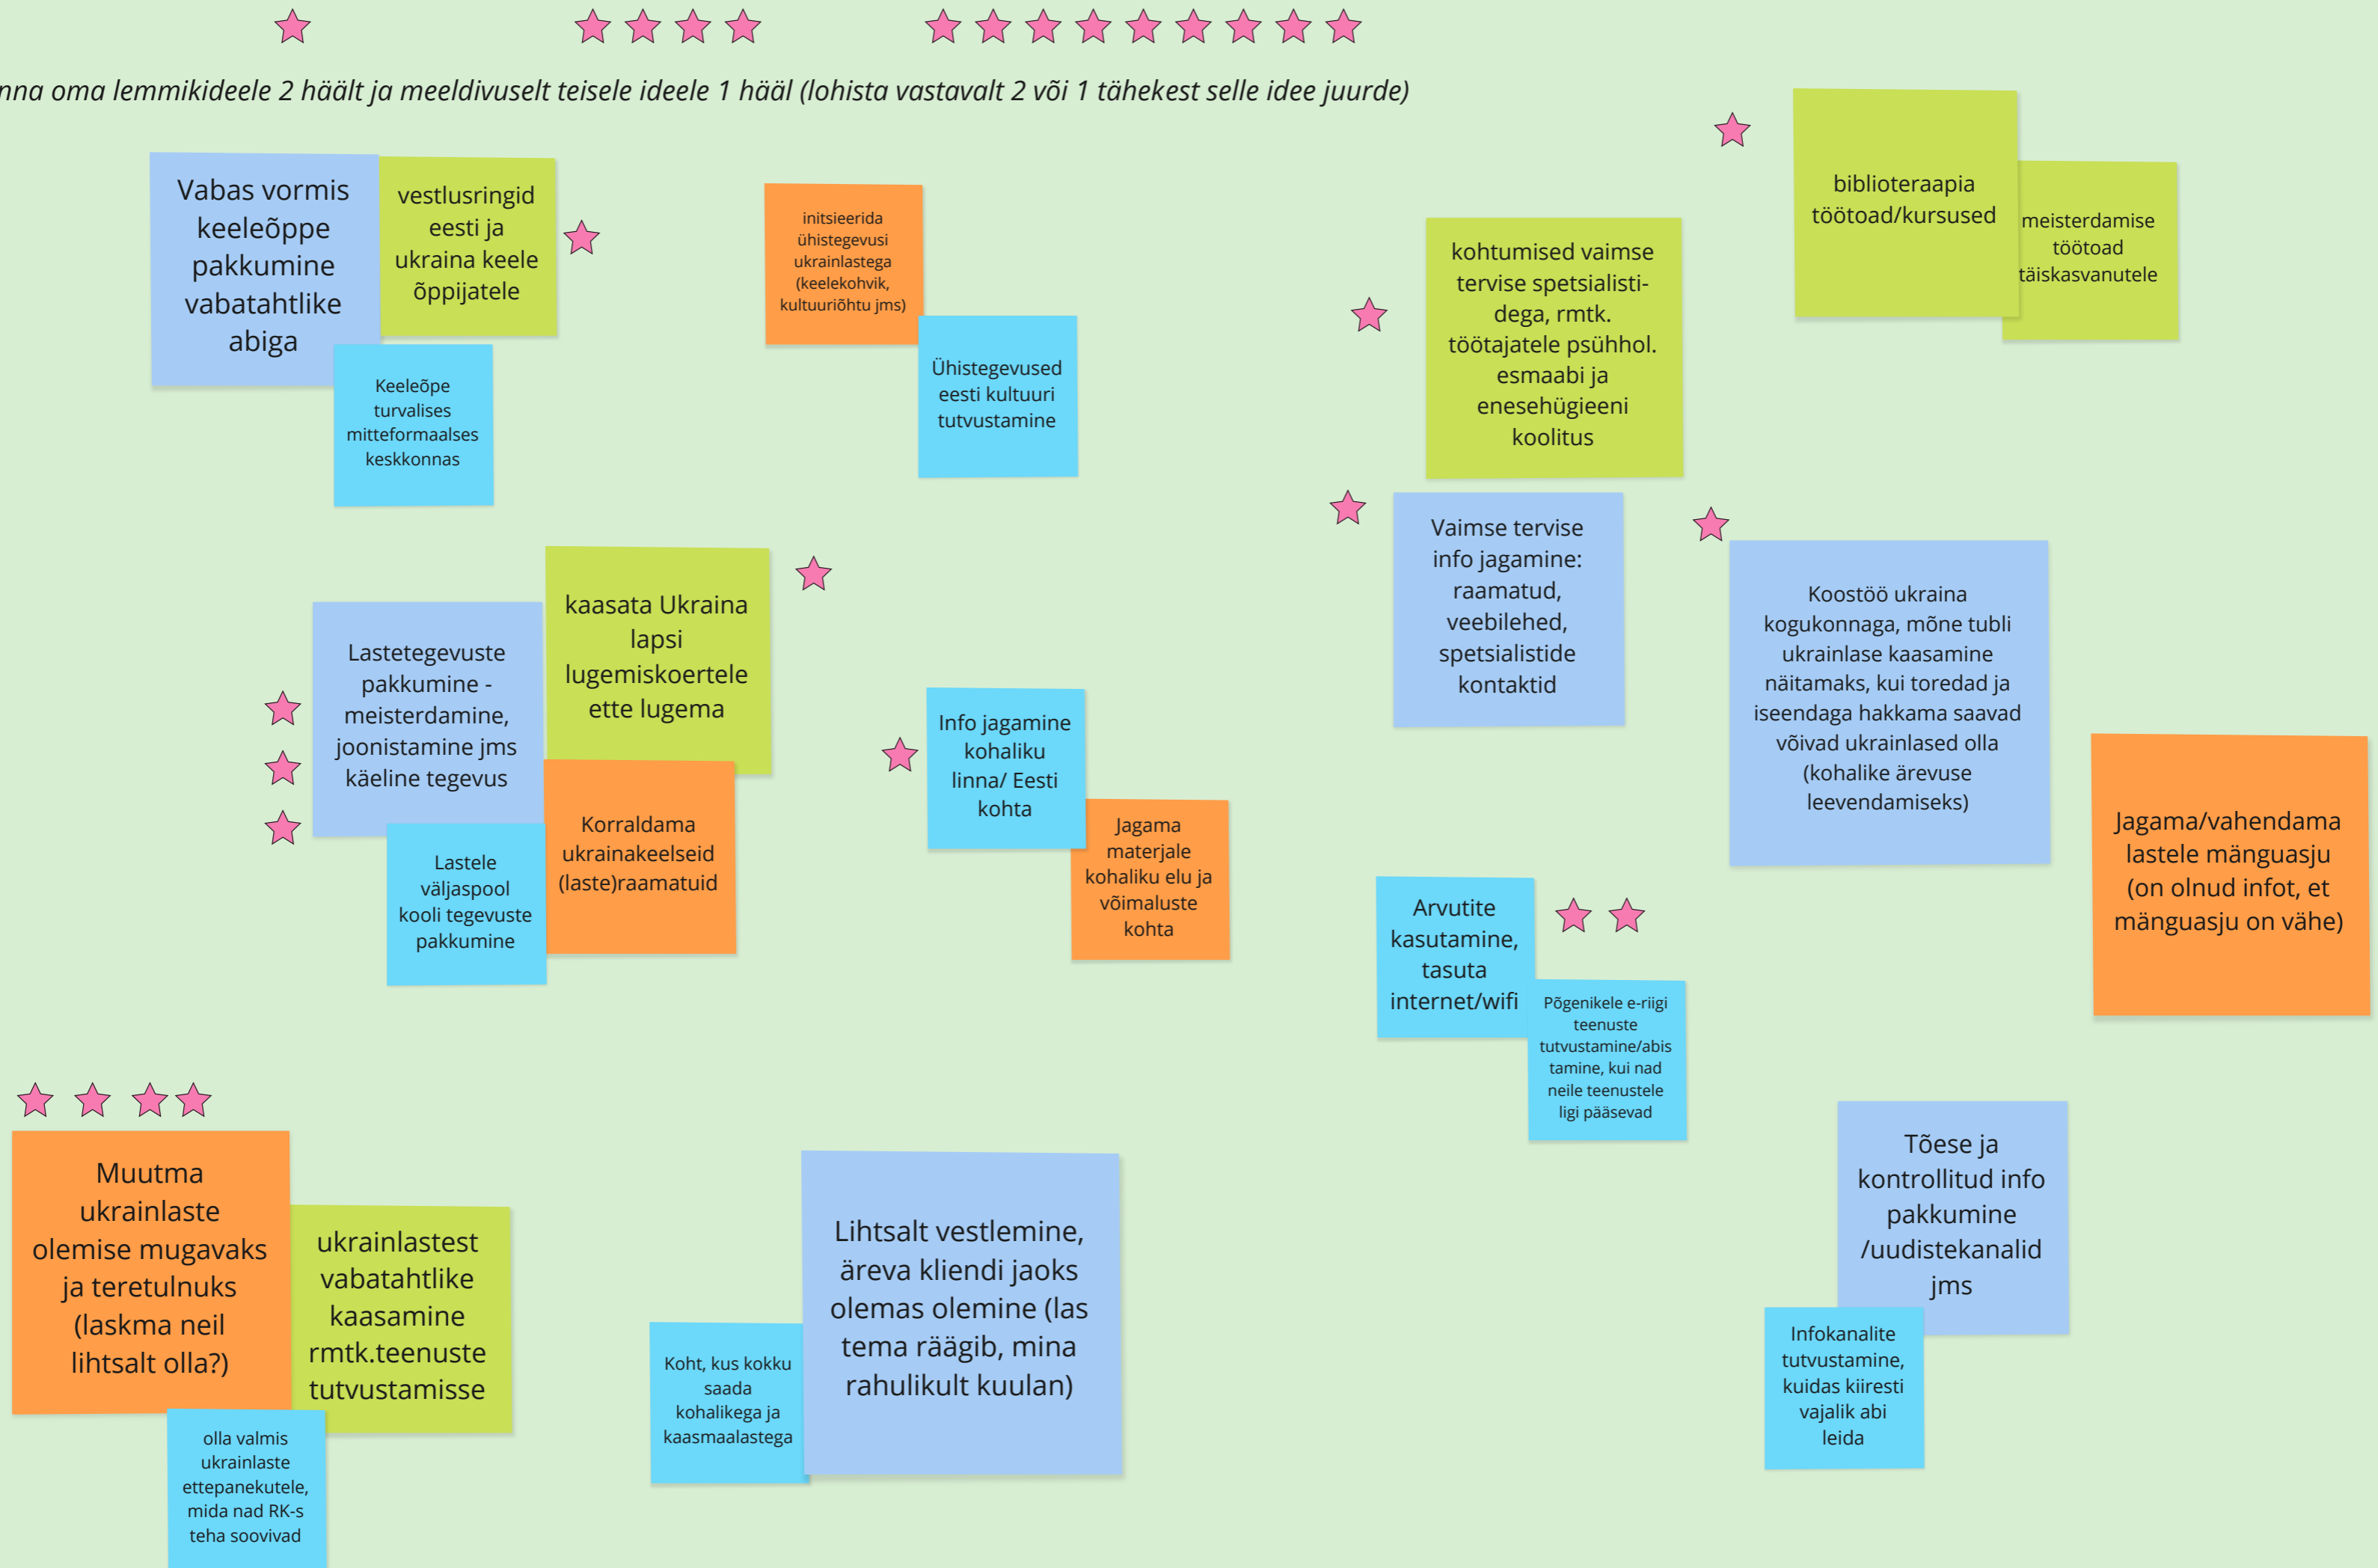 oma lemmikideele 2 häält ja meeldivuselt teisele ideele 1 hääl (lohista vastavalt 2 või 1 tähekest selle idee juurde)
Vabas vormis
keeleõppe
pakkumine
vabatahtlike
abiga
vestlusringid
eesti ja
ukraina keele
õppijatele
Keeleõpe
turvalises
mitteformaalses
keskkonnas
initsieerida
ühistegevusi
ukrainlastega
(keelekohvik,
kultuuriõhtu jms)
Ühistegevused
eesti kultuuri
tutvustamine
kohtumised vaimse
tervise spetsialisti-
dega, rmtk.
töötajatele psühhol.
esmaabi ja
enesehügieeni
koolitus
biblioteraapia
töötoad/kursused
meisterdamise
töötoad
täiskasvanutele
Lastetegevuste
pakkumine -
meisterdamine,
joonistamine jms
käeline tegevus
kaasata Ukraina
lapsi
lugemiskoertele
ette lugema
Lastele
väljaspool
kooli tegevuste
pakkumine
Korraldama
ukrainakeelseid
(laste)raamatuid
Info jagamine
kohaliku
linna/ Eesti
kohta
Jagama
materjale
kohaliku elu ja
võimaluste
kohta
Vaimse tervise
info jagamine:
raamatud,
veebilehed,
spetsialistide
kontaktid
Koostöö ukraina
kogukonnaga, mõne tubli
ukrainlase kaasamine
näitamaks, kui toredad ja
iseendaga hakkama saavad
võivad ukrainlased olla
(kohalike ärevuse
leevendamiseks)
Jagama/vahendama
lastele mänguasju
(on olnud infot, et
mänguasju on vähe)
Arvutite
kasutamine,
tasuta
internet/wifi
Põgenikele e-riigi
teenuste
tutvustamine/abis
tamine, kui nad
neile teenustele
ligi pääsevad
Muutma
ukrainlaste
olemise mugavaks
ja teretulnuks
(laskma neil
lihtsalt olla?)
ukrainlastest
vabatahtlike
kaasamine
rmtk.teenuste
tutvustamisse
olla valmis
ukrainlaste
ettepanekutele,
mida nad RK-s
teha soovivad
Koht, kus kokku
saada
kohalikega ja
kaasmaalastega
Lihtsalt vestlemine,
äreva kliendi jaoks
olemas olemine (las
tema räägib, mina
rahulikult kuulan)
Tõese ja
kontrollitud info
pakkumine
/uudistekanalid
jms
Infokanalite
tutvustamine,
kuidas kiiresti
vajalik abi
leida